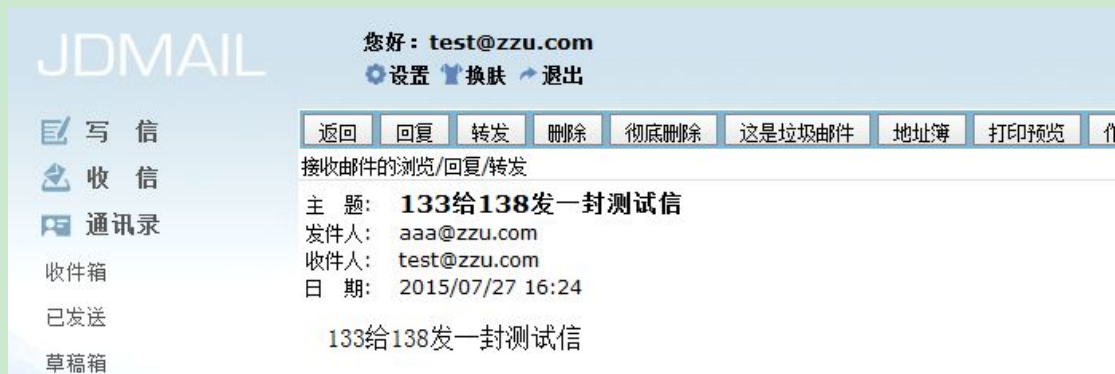 JDMAIL
您好：test@zzu.com
设置 换肤 退出
写 信
收 信
通讯录
收件箱
已发送
草稿箱
返回 回复 转发 删除 彻底删除 这是垃圾邮件 地址簿 打印预览
接收邮件的浏览/回复/转发
主 题: 133给138发一封测试信
发件人: aaa@zzu.com
收件人: test@zzu.com
日 期: 2015/07/27 16:24
133给138发一封测试信